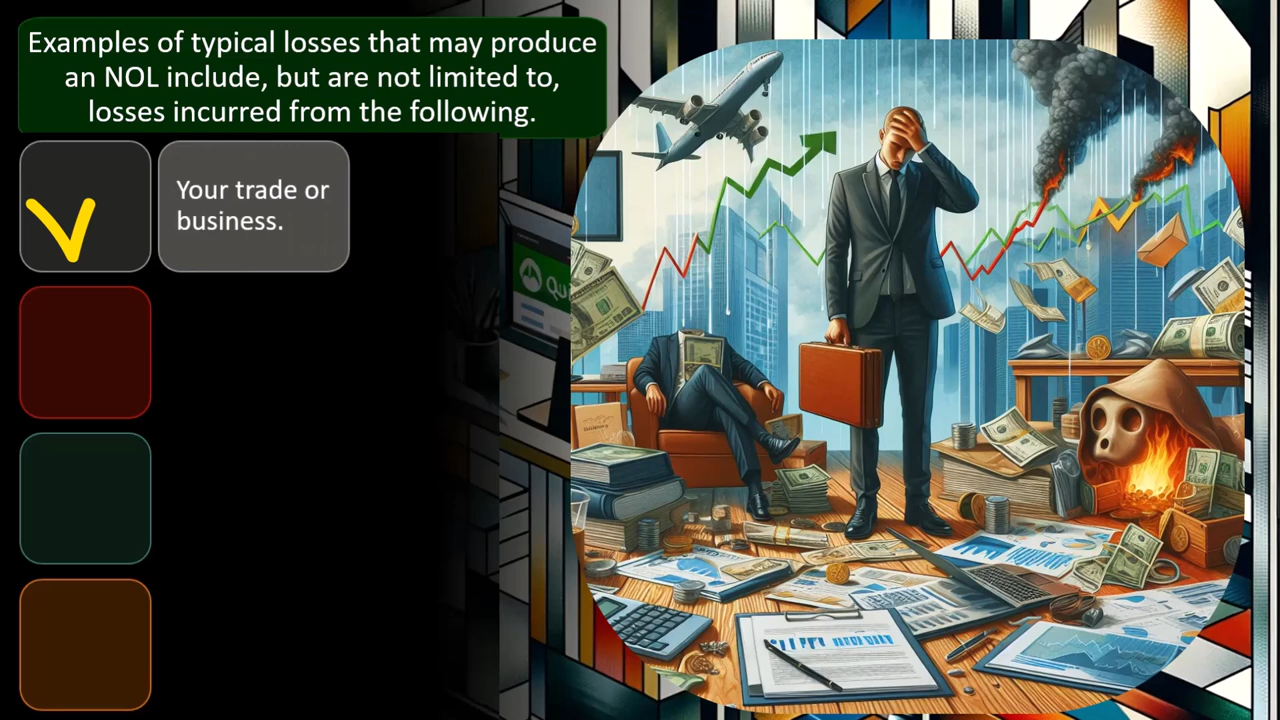 Examples of typical losses that may produce
an NOL include, but are not limited to,
losses incurred from the following.
Your trade or
business.
Qu